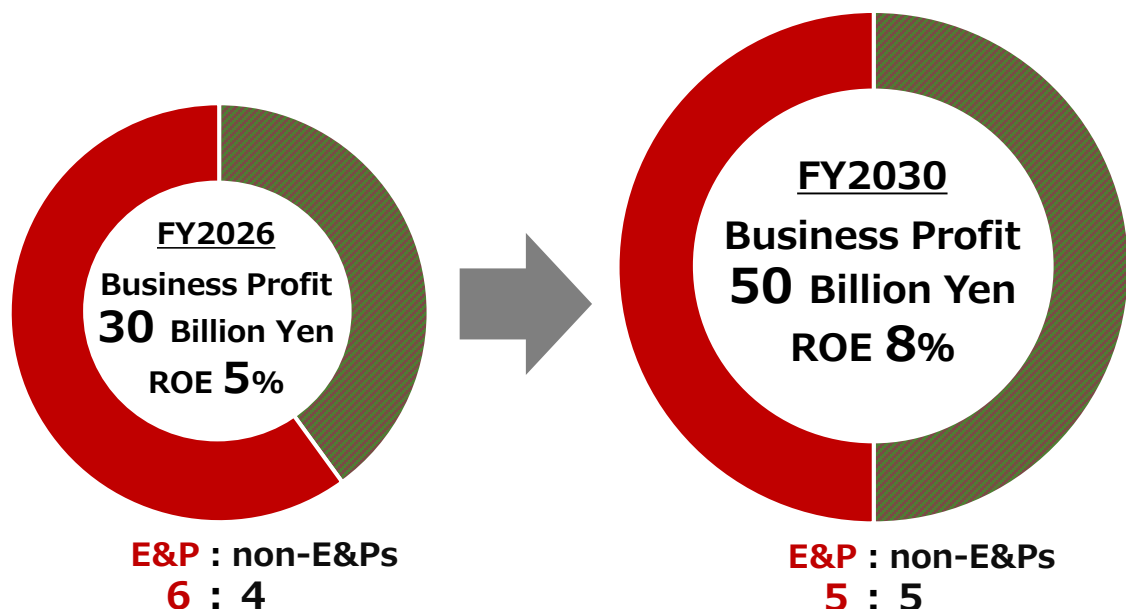 FY2026
Business Profit
30 Billion Yen
ROE 5%
E&P : non-E&Ps
6 : 4
FY2030
Business Profit
50 Billion Yen
ROE 8%
E&P : non-E&Ps
5 : 5